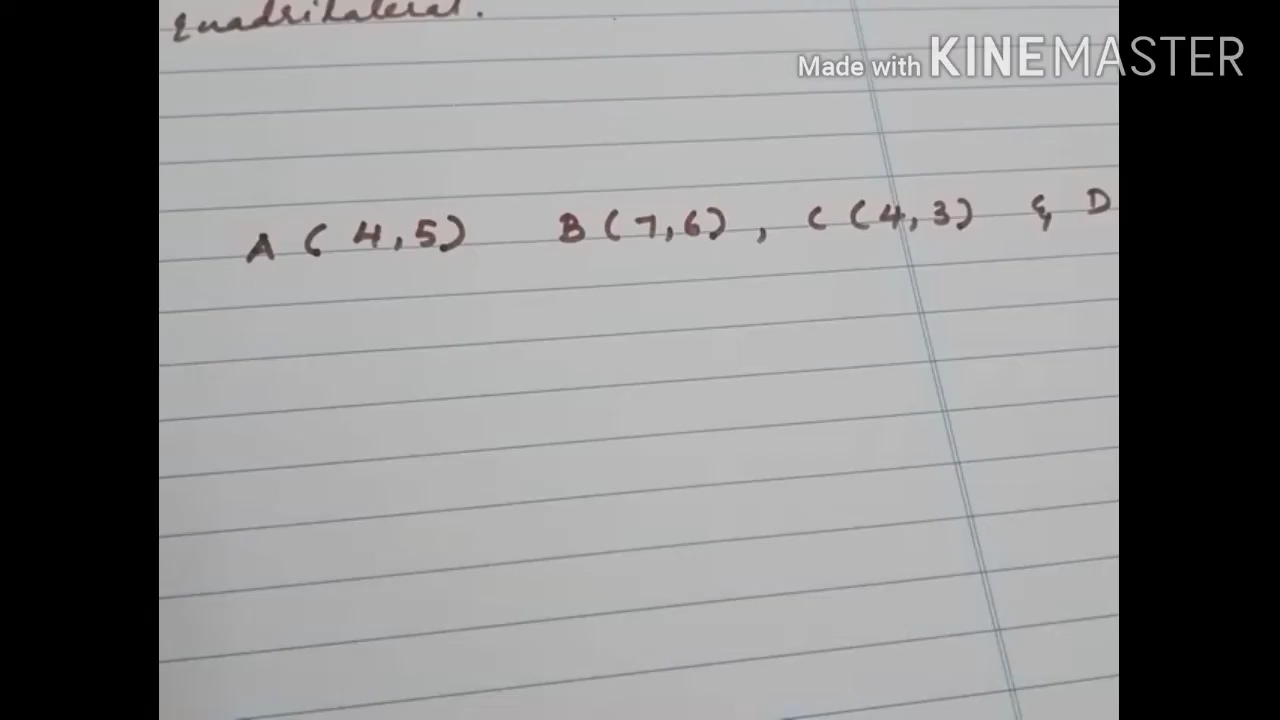 quadrilateral.
Made with KINEMASTER
A ( 4,5) B ( 7,6) , C ( 4,3) & D